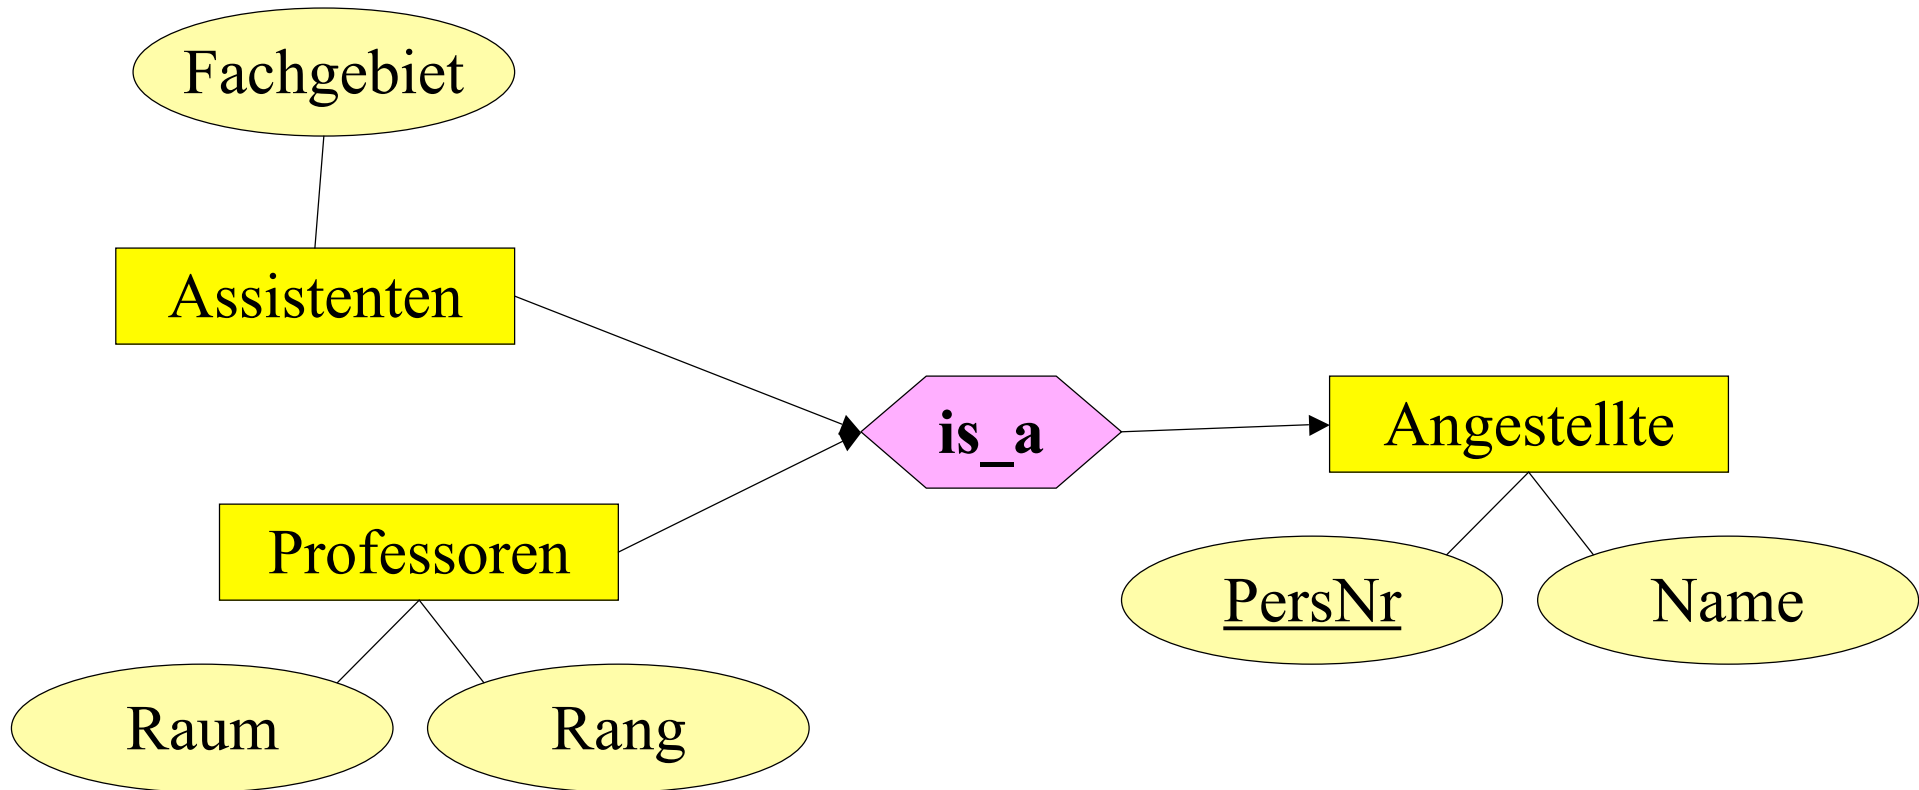 Fachgebiet
Assistenten
is_a
Angestellte
Professoren
PersNr
Name
Raum
Rang